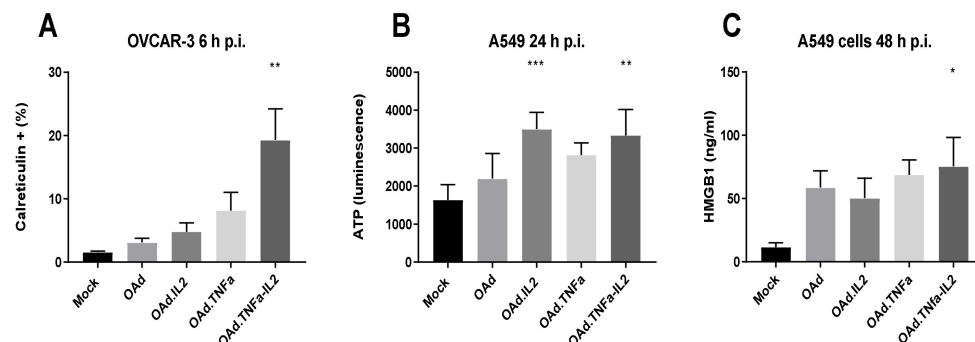 A
OVCAR-3 6 h p.i.
**
30
20
10
0
Calreticulin + (%)
Mock
OAd
OAd.IL2
OAd.TNFa
OAd.TNFa-IL2
B
A549 24 h p.i.
***
**
5000
4000
3000
2000
1000
0
ATP (luminescence)
Mock
OAd
OAd.IL2
OAd.TNFa
OAd.TNFa-IL2
C
A549 cells 48 h p.i.
*
150
100
50
0
HMGB1 (ng/ml)
Mock
OAd
OAd.IL2
OAd.TNFa
OAd.TNfa-IL2